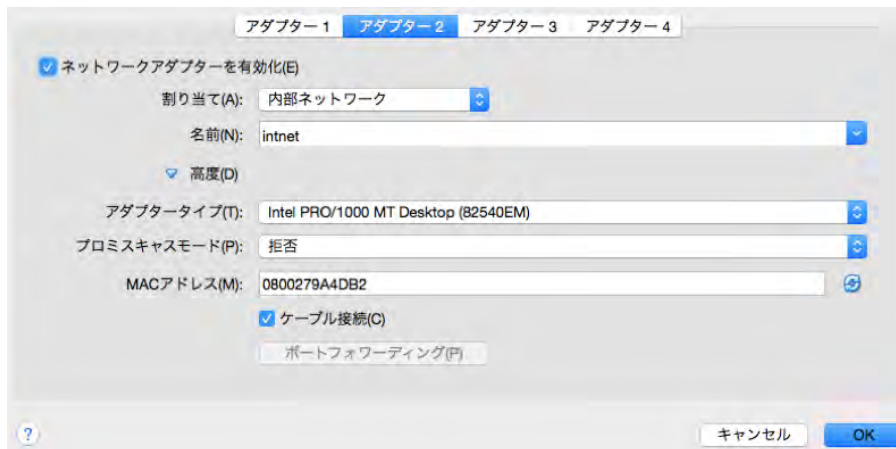 アダプター 1 アダプター 2 アダプター 3 アダプター 4
ネットワークアダプターを有効化(E)
割り当て(A): 内部ネットワーク
名前(N): intnet
高度(D)
アダプタータイプ(T): Intel PRO/1000 MT Desktop (82540EM)
プロミスキャスモード(P): 拒否
MACアドレス(M): 0800279A4DB2
ケーブル接続(C)
ポートフォワーディング(P)
? キャンセル OK